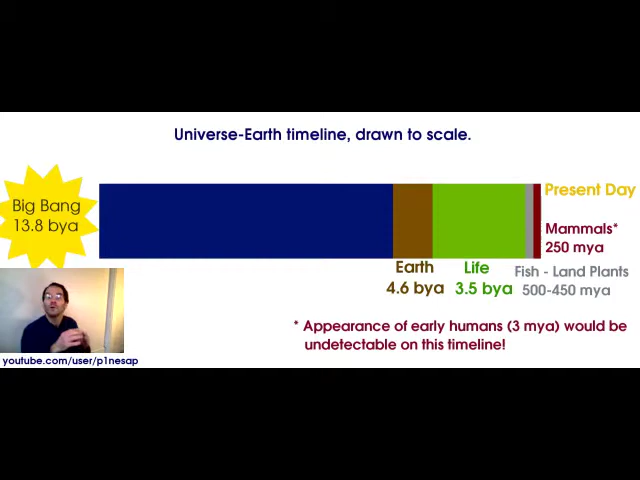 Universe-Earth timeline, drawn to scale.
Big Bang
13.8 bya
Present Day
Mammals*
250 mya
Earth
4.6 bya
Life
3.5 bya
Fish - Land Plants
500-450 mya
* Appearance of early humans (3 mya) would be
undetectable on this timeline!
youtube.com/user/p1nesap